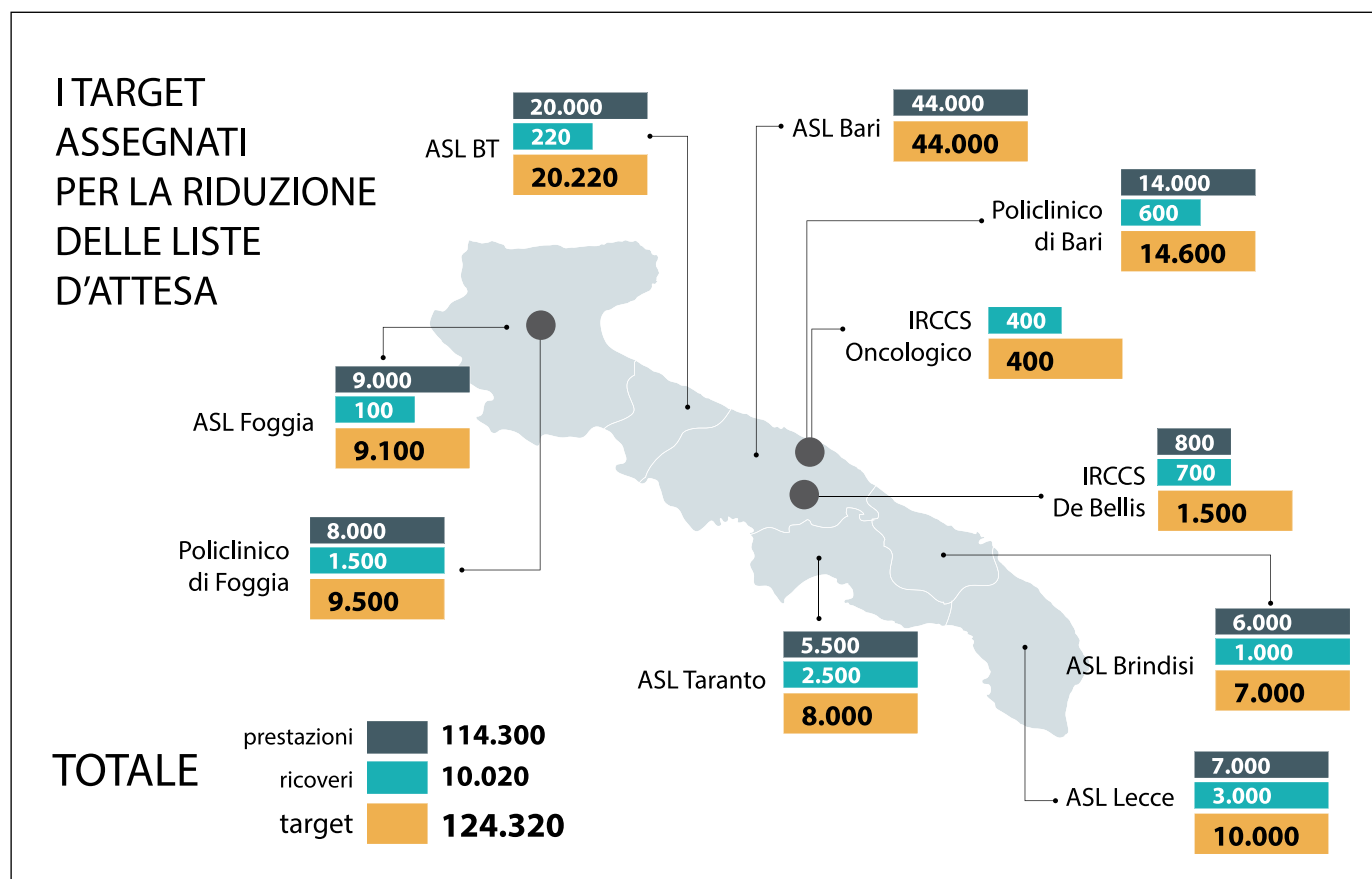 I TARGET
ASSEGNATI
PER LA RIDUZIONE
DELLE LISTE
D'ATTESA
ASL BT
20.000
220
20.220
ASL Bari
44.000
44.000
Policlinico
di Bari
14.000
600
14.600
IRCCS
Oncologico
400
400
ASL Foggia
9.000
100
9.100
IRCCS
De Bellis
800
700
1.500
Policlinico
di Foggia
8.000
1.500
9.500
ASL Taranto
5.500
2.500
8.000
ASL Brindisi
6.000
1.000
7.000
ASL Lecce
7.000
3.000
10.000
TOTALE
prestazioni 114.300
ricoveri 10.020
target 124.320